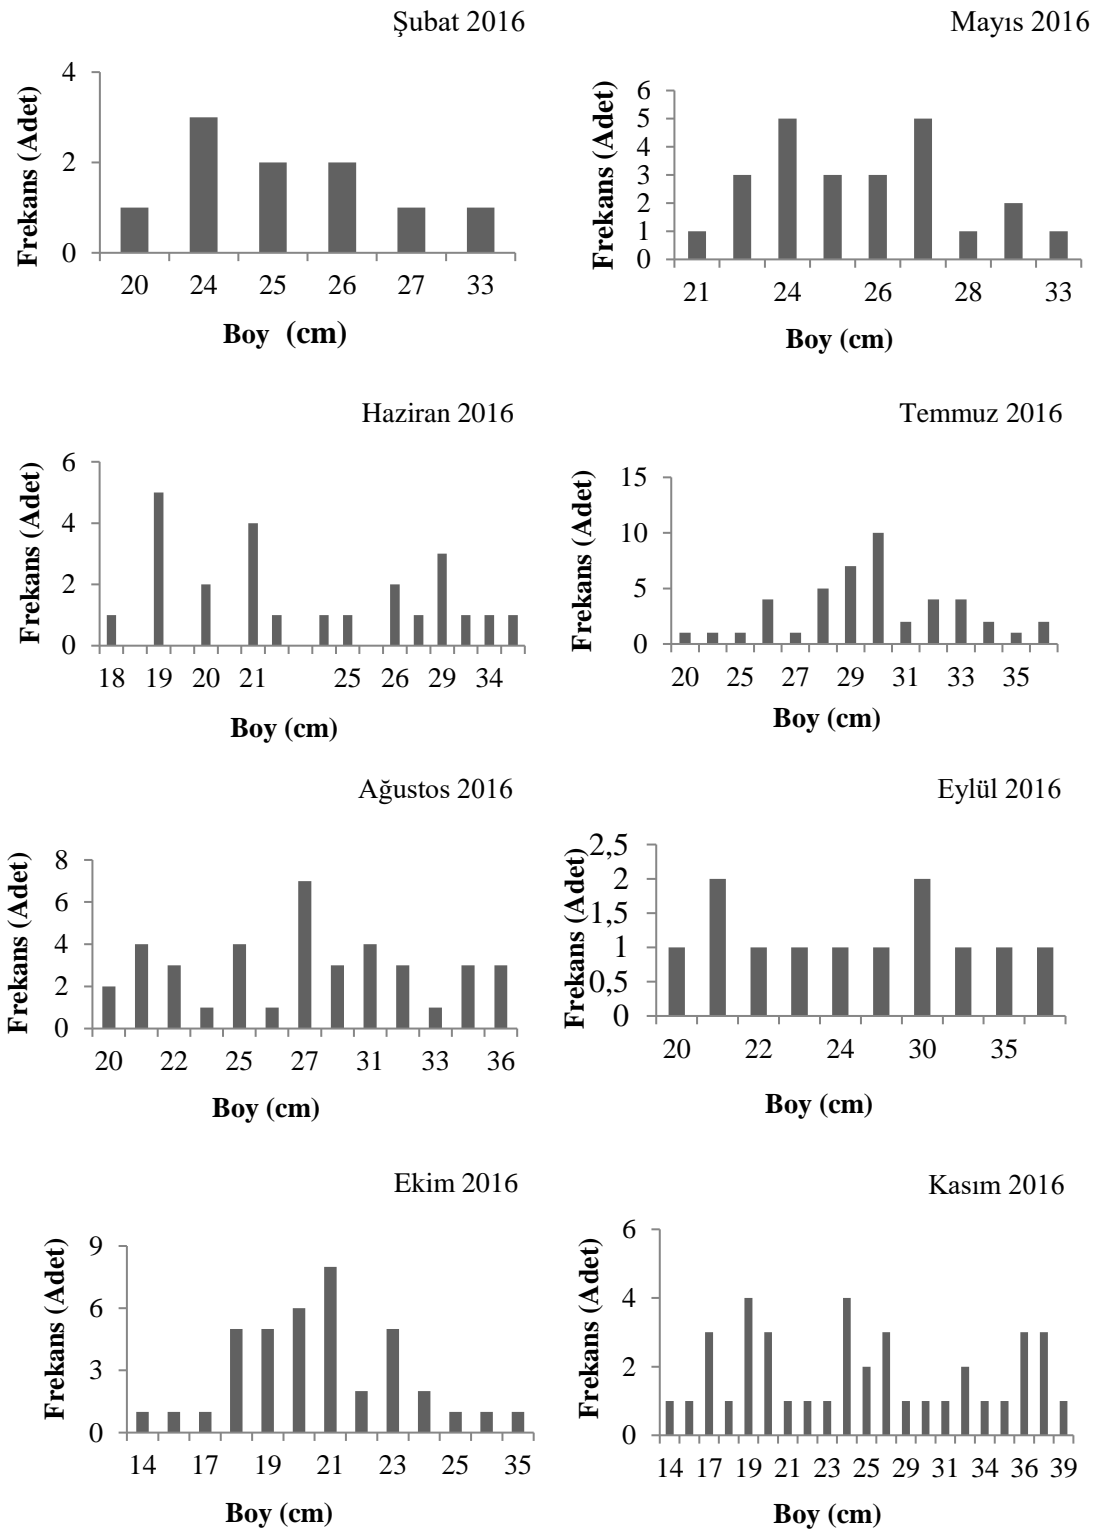 Şubat 2016
Frekans (Adet)
4
2
0
20 24 25 26 27 33
Boy (cm)
Mayıs 2016
Frekans (Adet)
6
5
4
3
2
1
0
21 24 26 28 33
Boy (cm)
Haziran 2016
Frekans (Adet)
6
4
2
0
18 19 20 21 25 26 29 34
Boy (cm)
Temmuz 2016
Frekans (Adet)
15
10
5
0
20 25 27 29 31 33 35
Boy (cm)
Ağustos 2016
Frekans (Adet)
8
6
4
2
0
20 22 25 27 31 33 36
Boy (cm)
Eylül 2016
Frekans (Adet)
2,5
2
1,5
1
0,5
0
20 22 24 30 35
Boy (cm)
Ekim 2016
Frekans (Adet)
9
6
3
0
14 17 19 21 23 25 35
Boy (cm)
Kasım 2016
Frekans (Adet)
6
4
2
0
14 17 19 21 23 25 29 31 34 36 39
Boy (cm)